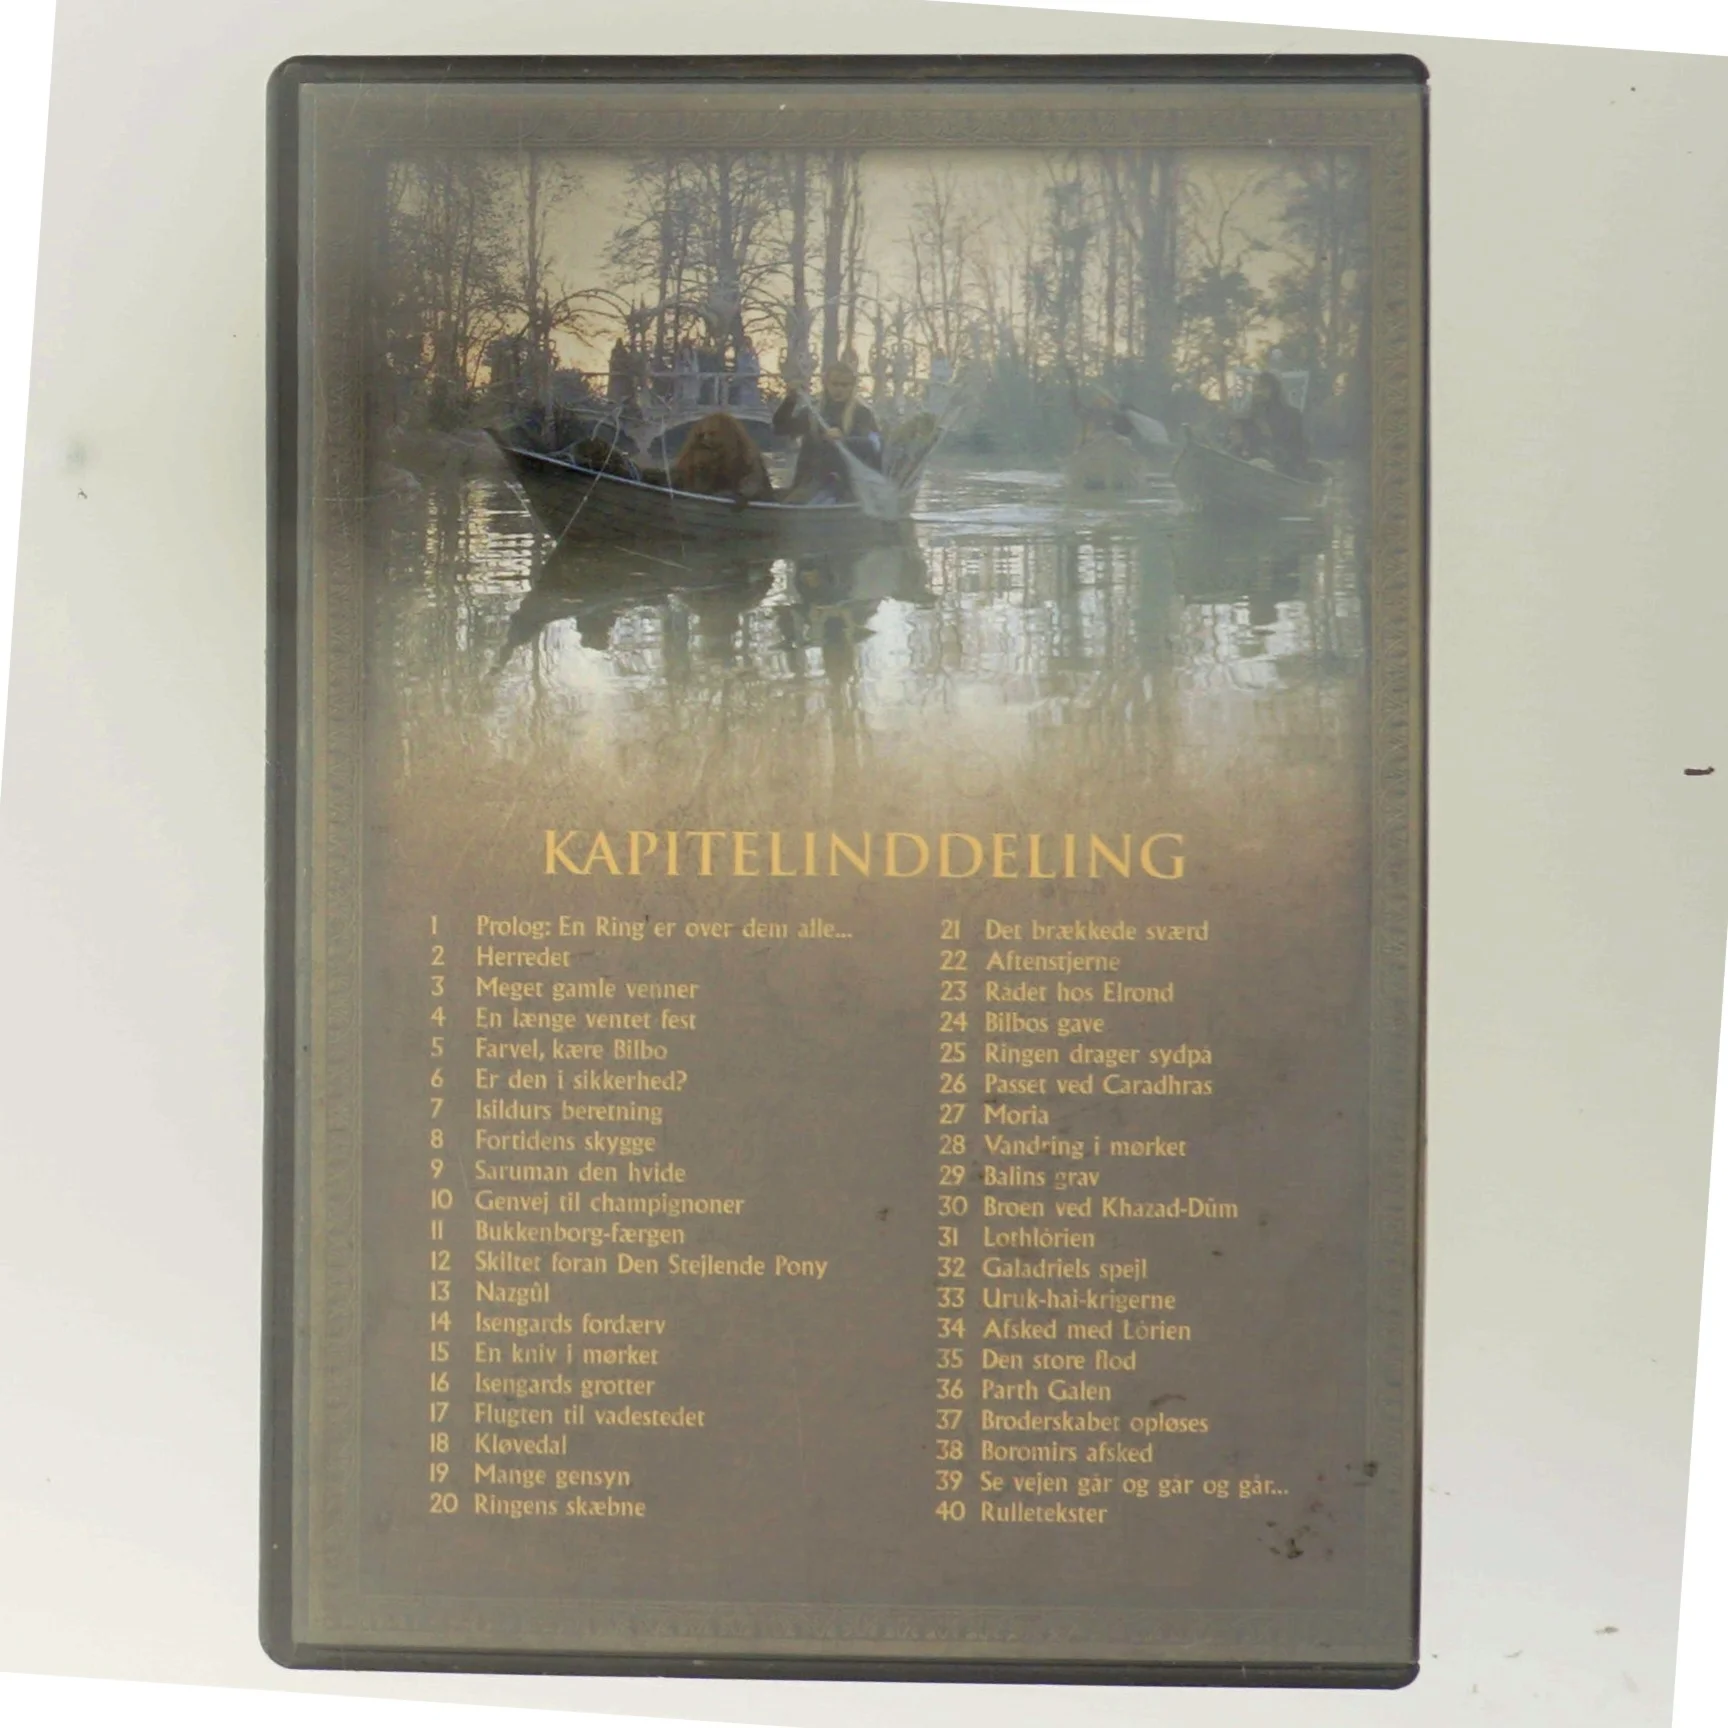 KAPITELINDDELING
1 Prolog: En Ring er over dem alle...
2 Herredet
3 Meget gamle venner
4 En længe ventet fest
5 Farvel, kære Bilbo
6 Er den i sikkerhed?
7 Isildurs beretning
8 Fortidens skygge
9 Saruman den hvide
10 Genvej til champignoner
11 Bukkenborg-færgen
12 Skiltet foran Den Stejlende Pony
13 Nazgûl
14 Isengards fordærv
15 En kniv i mørket
16 Isengards grotter
17 Flugten til vadestedet
18 Kløvedal
19 Mange gensyn
20 Ringens skæbne
21 Det brækkede sværd
22 Aftenstjerne
23 Rådet hos Elrond
24 Bilbos gave
25 Ringen drager sydpå
26 Passet ved Caradhras
27 Moria
28 Vandring i mørket
29 Balins grav
30 Broen ved Khazad-Dûm
31 Lothlórien
32 Galadriels spejl
33 Uruk-hai-krigerne
34 Afsked med Lórien
35 Den store flod
36 Parth Galen
37 Broderskabet opløses
38 Boromirs afsked
39 Se vejen går og går og går...
40 Rulletekster